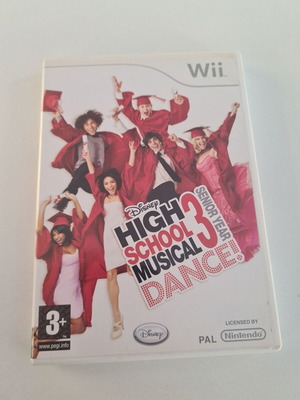 Wii
Disney
HIGH
SCHOOL
MUSICAL 3
SENIOR YEAR
DANCE!
3+
www.pegi.info
Disney
PAL
LICENSED BY
Nintendo